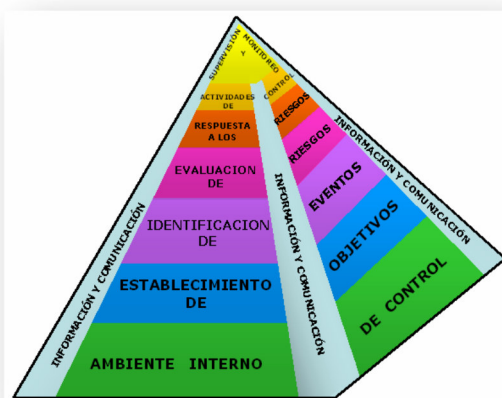 SUPERVISIÓN
Y
MONITOREO
ACTIVIDADES
DE
CONTROL
RESPUESTA
A LOS
RIESGOS
EVALUACION
DE
RIESGOS
IDENTIFICACION
DE
EVENTOS
ESTABLECIMIENTO
DE
OBJETIVOS
AMBIENTE INTERNO
DE CONTROL
INFORMACIÓN Y COMUNICACIÓN
INFORMACIÓN Y COMUNICACIÓN
INFORMACIÓN Y COMUNICACIÓN